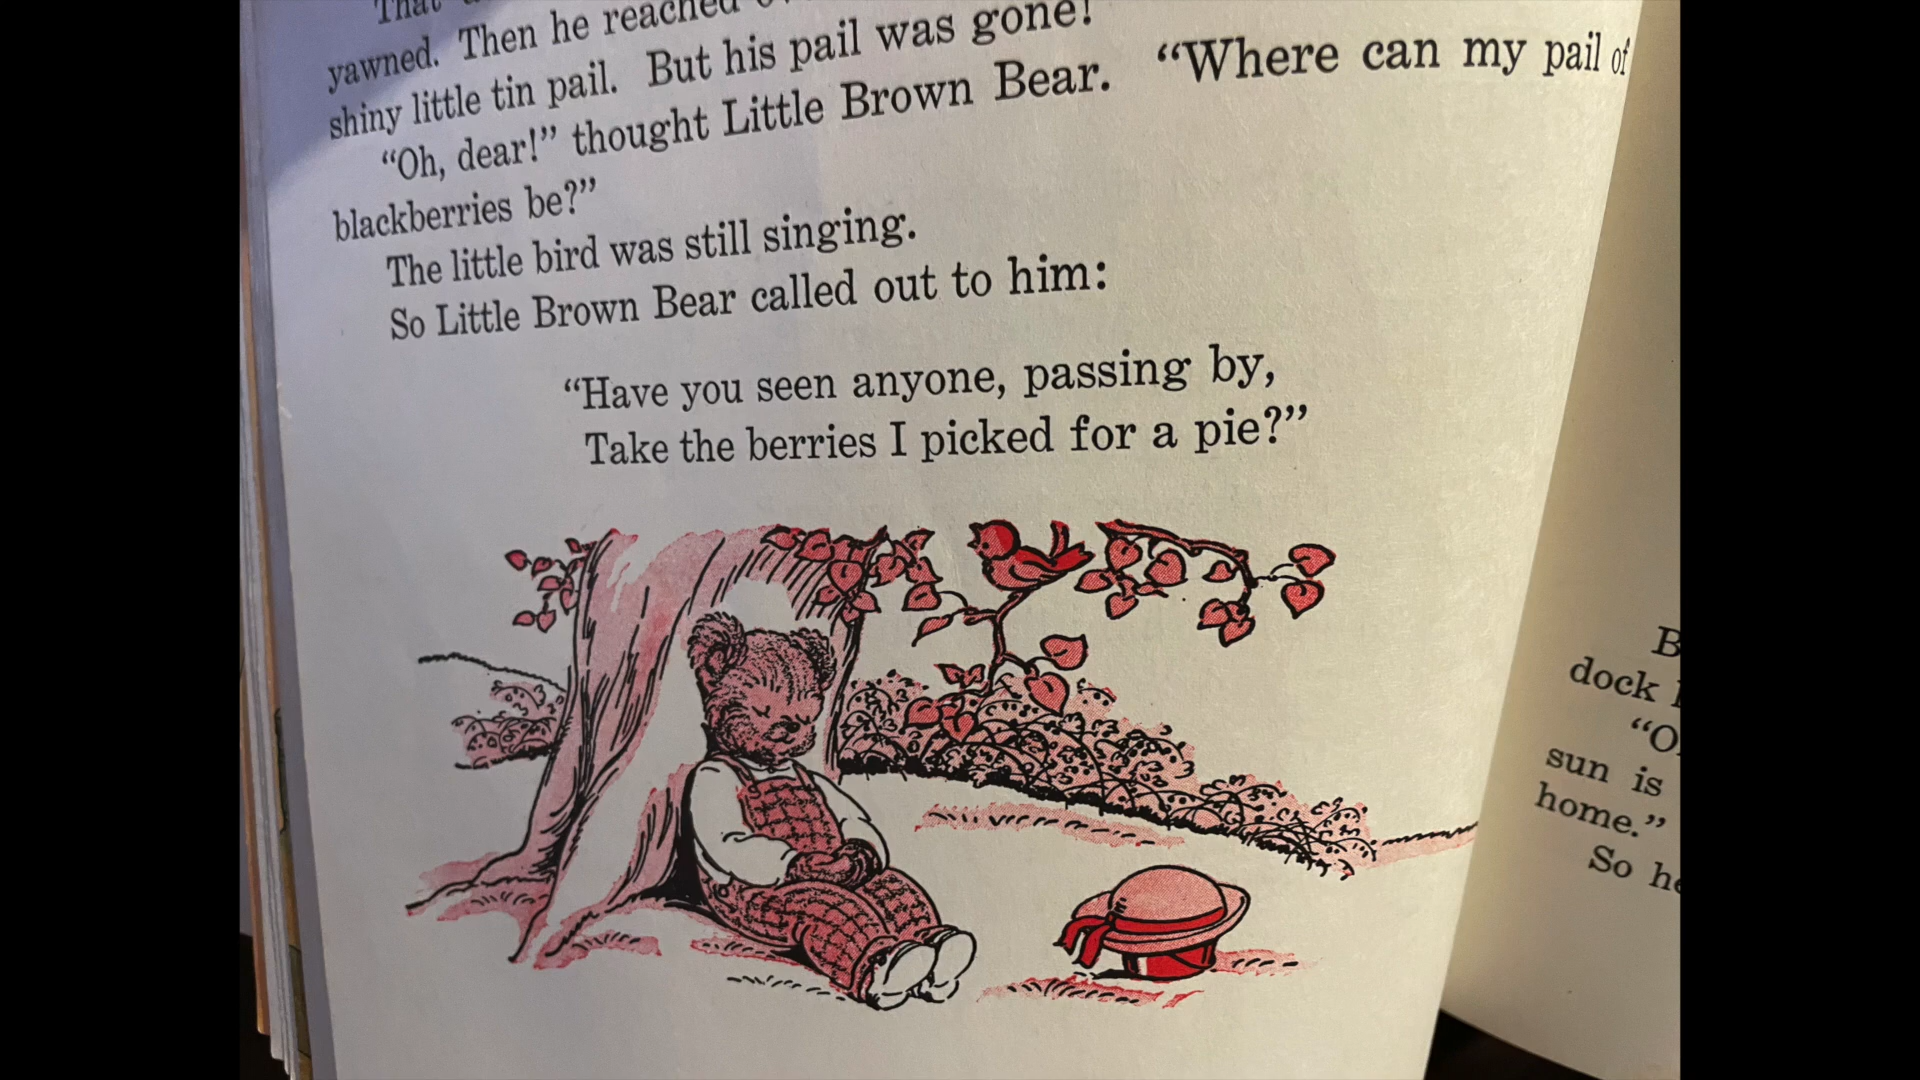 That
yawned. Then he reached
shiny little tin pail. But his pail was gone!
"Oh, dear!" thought Little Brown Bear. "Where can my pail of
blackberries be?"
The little bird was still singing.
So Little Brown Bear called out to him:
"Have you seen anyone, passing by,
Take the berries I picked for a pie?"
B
dock
"O
sun is
home."
So he